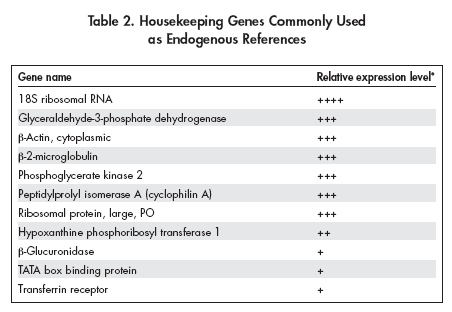 Table 2. Housekeeping Genes Commonly Used
as Endogenous References
Gene name Relative expression level*
18S ribosomal RNA ++++
Glyceraldehyde-3-phosphate dehydrogenase +++
β-Actin, cytoplasmic +++
β-2-microglobulin +++
Phosphoglycerate kinase 2 +++
Peptidylprolyl isomerase A (cyclophilin A) +++
Ribosomal protein, large, PO +++
Hypoxanthine phosphoribosyl transferase 1 ++
β-Glucuronidase +
TATA box binding protein +
Transferrin receptor +